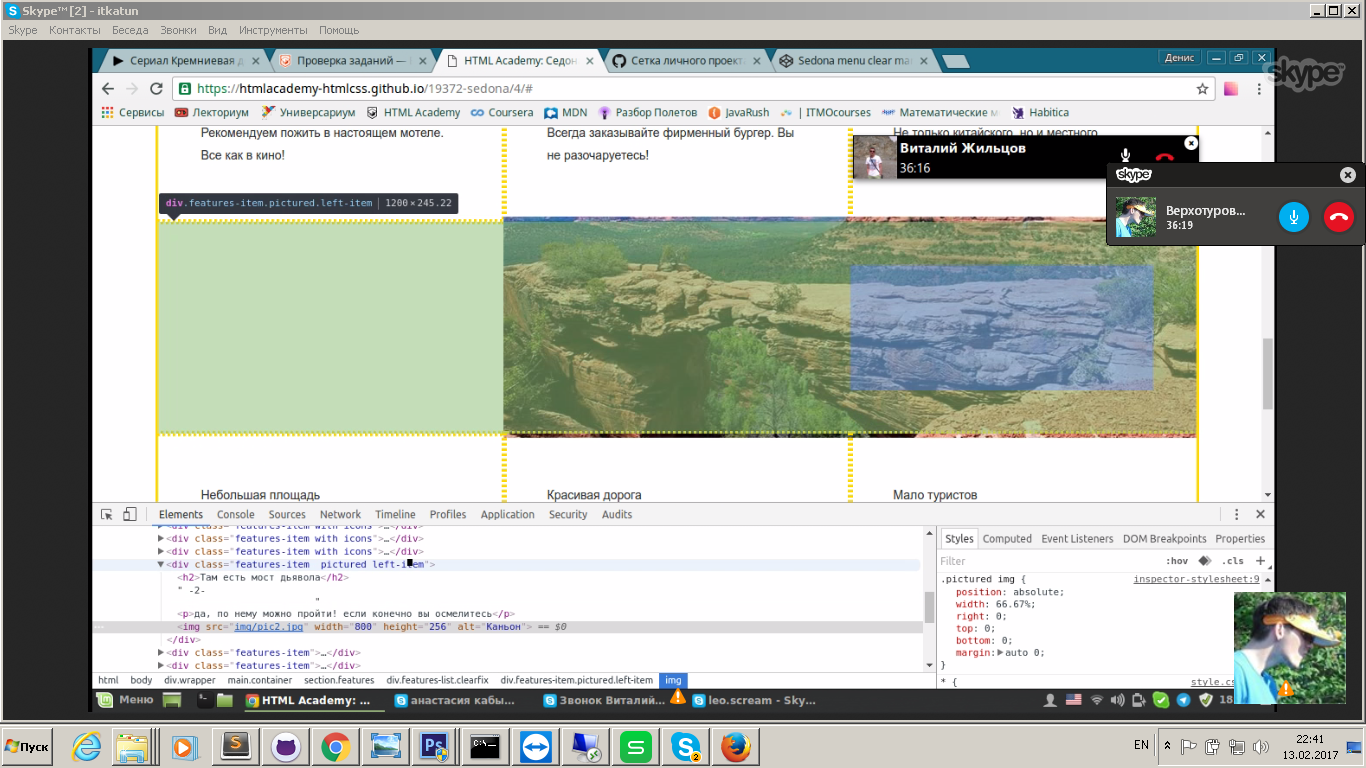 Skype™ [2] - itkatun
Skype Контакты Беседа Звонки Вид Инструменты Помощь
Сериал Кремниевая д
Проверка заданий —
HTML Academy: Седон
Сетка личного проект
Sedona menu clear ma
Денис
https://htmlacademy-htmlcss.github.io/19372-sedona/4/#
skype
Сервисы Лекториум Универсариум HTML Academy Coursera MDN Разбор Полетов JavaRush ITMOcourses Математические м Habitica
Рекомендуем пожить в настоящем мотеле.
Все как в кино!
Всегда заказывайте фирменный бургер. Вы
не разочаруетесь!
Не только китайского, но и местного
Виталий Жильцов
36:16
skype
Верхотуров...
36:19
div.features-item.pictured.left-item 1200 × 245.22
Небольшая площадь
Красивая дорога
Мало туристов
Elements Console Sources Network Timeline Profiles Application Security Audits
<div class="features-item with icons">…</div>
<div class="features-item with icons">…</div>
<div class="features-item with icons">…</div>
<div class="features-item  pictured left-item">
<h2>Там есть мост дьявола</h2>
" -2-
"
<p>да, по нему можно пройти! если конечно вы осмелитесь</p>
<img src="img/pic2.jpg" width="800" height="256" alt="Каньон"> == $0
</div>
<div class="features-item">…</div>
<div class="features-item">…</div>
html body div.wrapper main.container section.features div.features-list.clearfix div.features-item.pictured.left-item img
Styles Computed Event Listeners DOM Breakpoints Properties
Filter :hov .cls +
.pictured img { inspector-stylesheet:9
position: absolute;
width: 66.67%;
right: 0;
top: 0;
bottom: 0;
margin: auto 0;
}
* { style.cs
Меню
HTML Academy: ...
анастасия кабы...
Звонок Виталий...
leo.scream - Sky...
18
Пуск
2
EN
22:41
13.02.2017